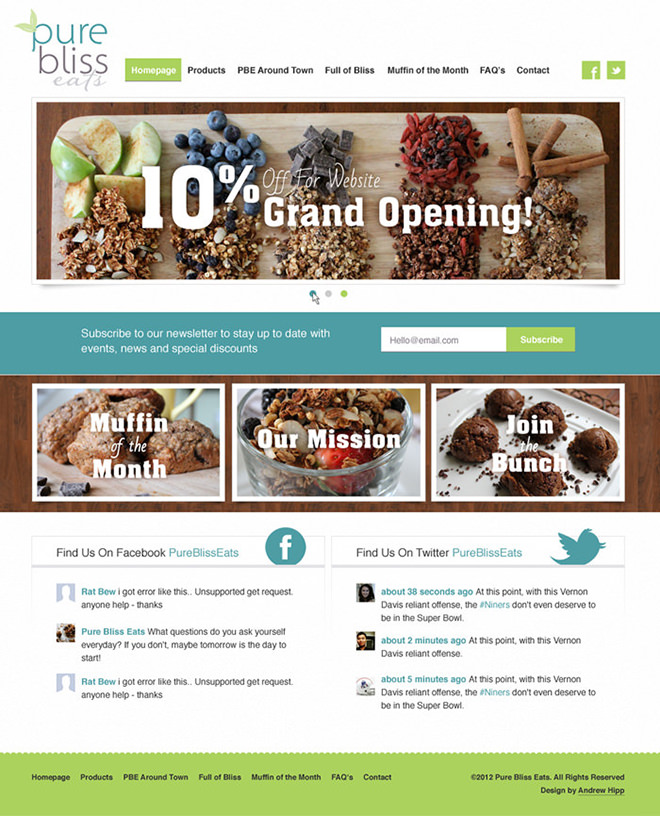 pure
bliss
eats
Homepage Products PBE Around Town Full of Bliss Muffin of the Month FAQ's Contact
10% Off For Website
Grand Opening!
Subscribe to our newsletter to stay up to date with
events, news and special discounts
Hello@email.com Subscribe
Muffin
of the
Month
Our Mission
Join
the
Bunch
Find Us On Facebook PureBlissEats
Rat Bew i got error like this.. Unsupported get request.
anyone help - thanks
Pure Bliss Eats What questions do you ask yourself
everyday? If you don't, maybe tomorrow is the day to
start!
Rat Bew i got error like this.. Unsupported get request.
anyone help - thanks
Find Us On Twitter PureBlissEats
about 38 seconds ago At this point, with this Vernon
Davis reliant offense, the #Niners don't even deserve to
be in the Super Bowl.
about 2 minutes ago At this point, with this Vernon
Davis reliant offense.
about 5 minutes ago At this point, with this Vernon
Davis reliant offense, the #Niners don't even deserve to
be in the Super Bowl.
Homepage Products PBE Around Town Full of Bliss Muffin of the Month FAQ's Contact
©2012 Pure Bliss Eats. All Rights Reserved
Design by Andrew Hipp